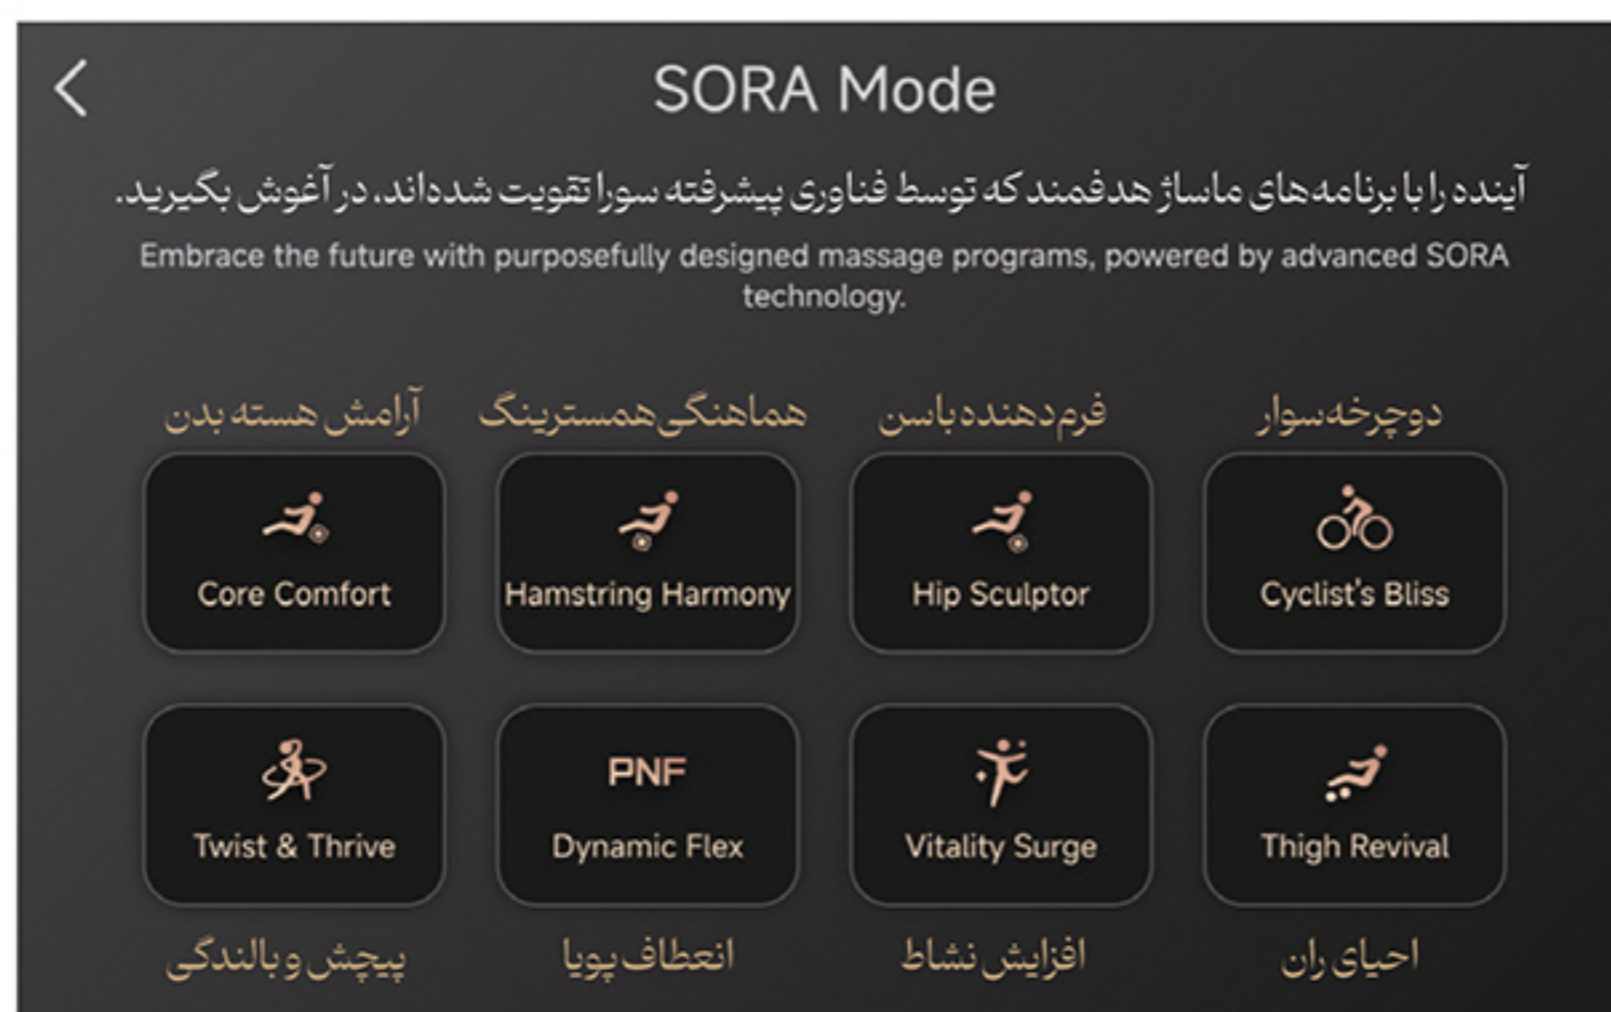 SORA Mode
آینده را با برنامه‌های ماساژ هدفمند که توسط فناوری پیشرفته سورا تقویت شده‌اند، در آغوش بگیرید.
Embrace the future with purposefully designed massage programs, powered by advanced SORA
technology.
آرامش هسته بدن
هماهنگی همسترینگ
فرم‌دهنده باسن
دوچرخه‌سوار
Core Comfort
Hamstring Harmony
Hip Sculptor
Cyclist's Bliss
PNF
Twist & Thrive
Dynamic Flex
Vitality Surge
Thigh Revival
پیچش و بالندگی
انعطاف پویا
افزایش نشاط
احیای ران